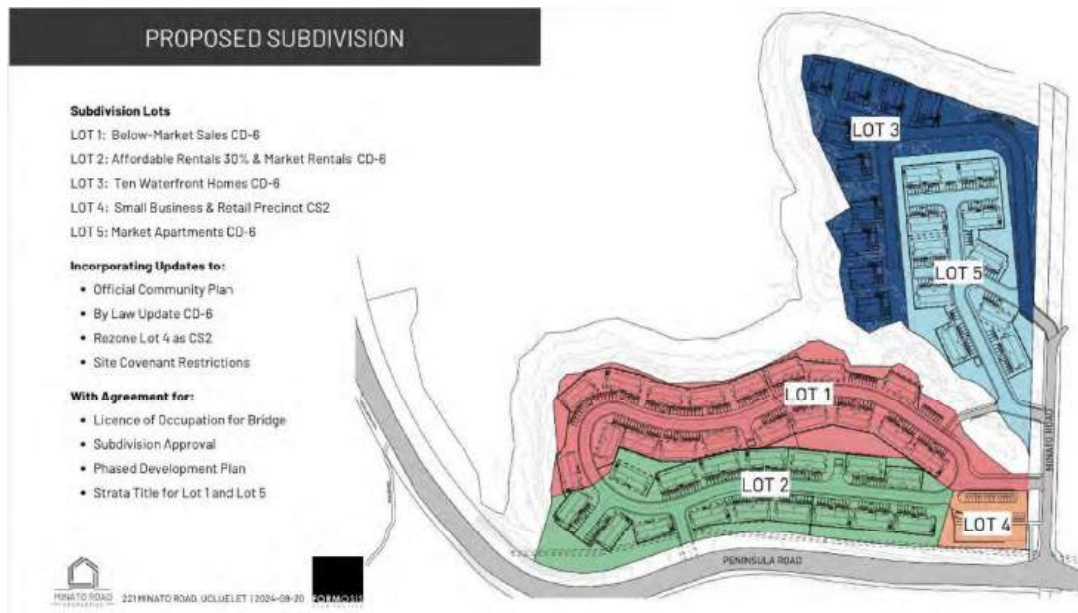 PROPOSED SUBDIVISION
Subdivision Lots
LOT 1: Below-Market Sales CD-6
LOT 2: Affordable Rentals 30% & Market Rentals CD-6
LOT 3: Ten Waterfront Homes CD-6
LOT 4: Small Business & Retail Precinct CS2
LOT 5: Market Apartments CD-6
Incorporating Updates to:
• Official Community Plan
• By Law Update CD-6
• Rezone Lot 4 as CS2
• Site Covenant Restrictions
With Agreement for:
• Licence of Occupation for Bridge
• Subdivision Approval
• Phased Development Plan
• Strata Title for Lot 1 and Lot 5
MINATO ROAD
PROPERTIES
221 MINATO ROAD, UCLUELET | 2024-08-20
FORMOSIS
LOT 3
LOT 5
LOT 1
LOT 2
LOT 4
MINATO ROAD
PENINSULA ROAD